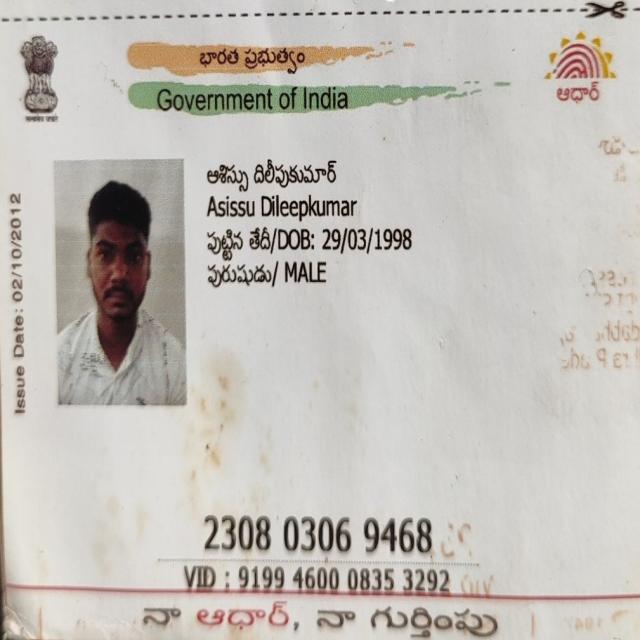 భారత ప్రభుత్వం
Government of India
ఆధార్
ఆశిస్సు దిలీపుకుమార్
Asissu Dileepkumar
పుట్టిన తేదీ/DOB: 29/03/1998
పురుషుడు/ MALE
Issue Date: 02/10/2012
2308 0306 9468
VID : 9199 4600 0835 3292
నా ఆధార్, నా గుర్తింపు